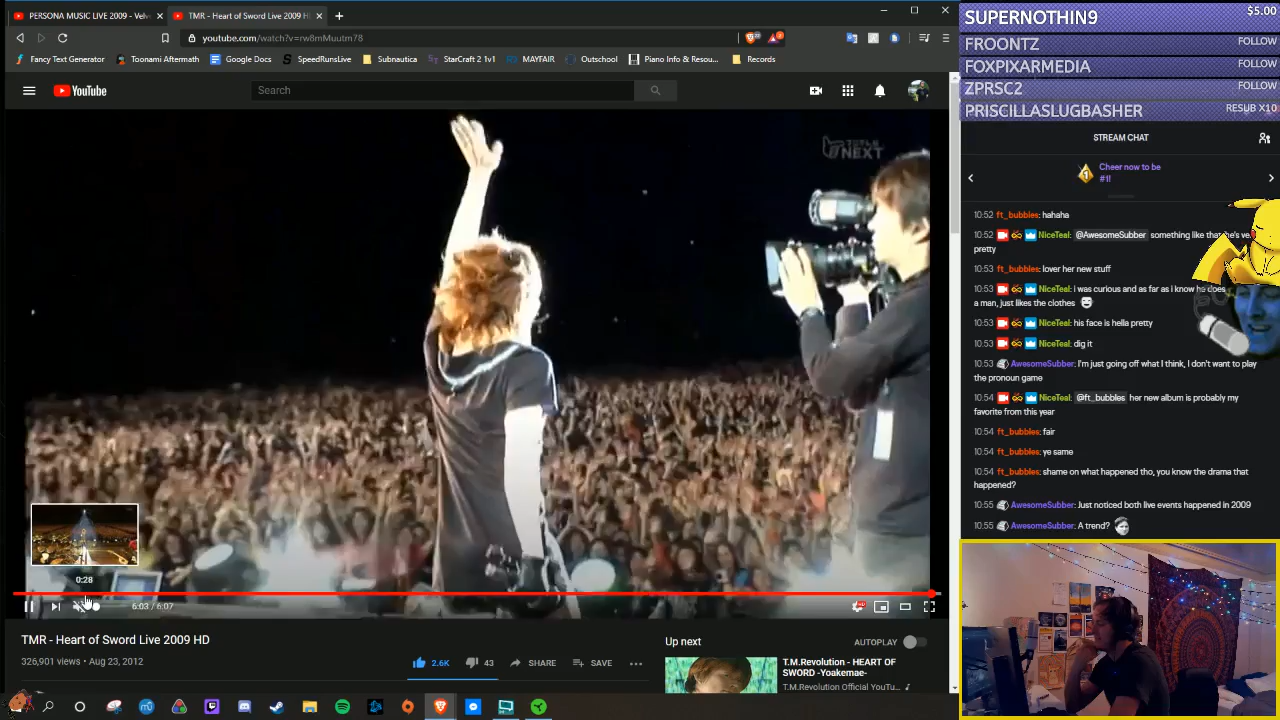 PERSONA MUSIC LIVE 2009 - Velv
TMR - Heart of Sword Live 2009 H
youtube.com/watch?v=rw8mMuutm78
Fancy Text Generator
Toonami Aftermath
Google Docs
SpeedRunsLive
Subnautica
StarCraft 2 1v1
MAYFAIR
Outschool
Piano Info & Resou...
Records
YouTube
Search
NEXT
0:28
6:03 / 6:07
HD
TMR - Heart of Sword Live 2009 HD
326,901 views • Aug 23, 2012
2.6K
43
SHARE
SAVE
Up next
AUTOPLAY
T.M.Revolution - HEART OF
SWORD -Yoakemae-
T.M.Revolution Official YouTu...
$5.00
SUPERNOTHIN9
FROONTZ FOLLOW
FOXPIXARMEDIA FOLLOW
ZPRSC2 FOLLOW
PRISCILLASLUGBASHER RESUB X10
STREAM CHAT
Cheer now to be
#1!
10:52 ft_bubbles: hahaha
10:52 NiceTeal: @AwesomeSubber something like that he's ve
pretty
10:53 ft_bubbles: lover her new stuff
10:53 NiceTeal: i was curious and as far as i know he does
a man, just likes the clothes
10:53 NiceTeal: his face is hella pretty
10:53 NiceTeal: dig it
10:53 AwesomeSubber: I'm just going off what I think, I don't want to play
the pronoun game
10:54 NiceTeal: @ft_bubbles her new album is probably my
favorite from this year
10:54 ft_bubbles: fair
10:54 ft_bubbles: ye same
10:54 ft_bubbles: shame on what happened tho, you know the drama that
happened?
10:55 AwesomeSubber: Just noticed both live events happened in 2009
10:55 AwesomeSubber: A trend?